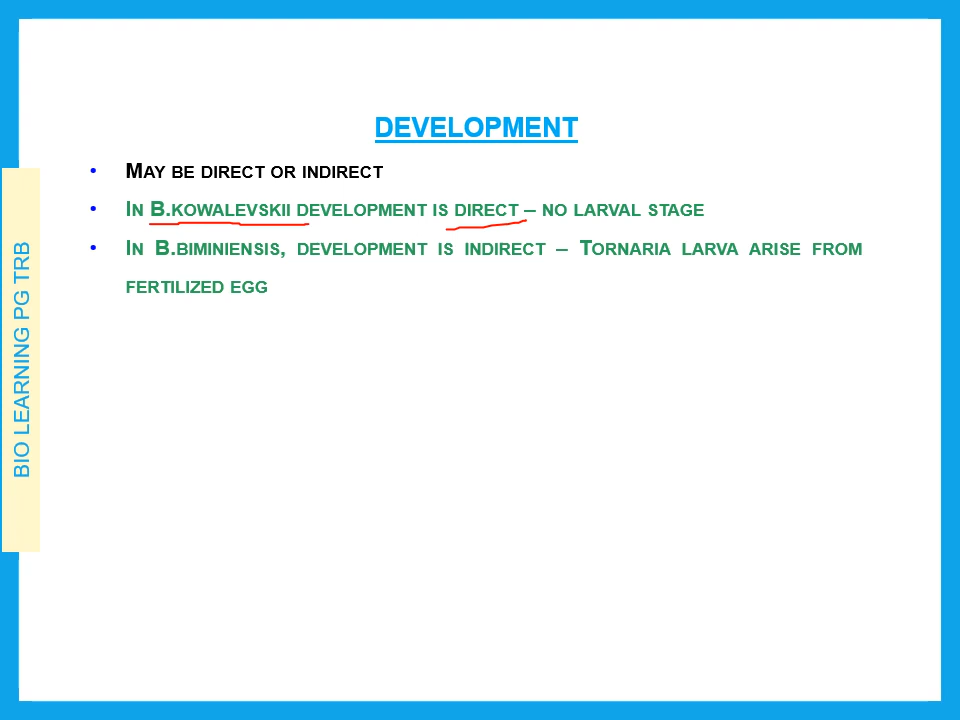 DEVELOPMENT
• MAY BE DIRECT OR INDIRECT
• IN B.KOWALEVSKII DEVELOPMENT IS DIRECT – NO LARVAL STAGE
• IN B.BIMINIENSIS, DEVELOPMENT IS INDIRECT – TORNARIA LARVA ARISE FROM
FERTILIZED EGG
BIO LEARNING PG TRB